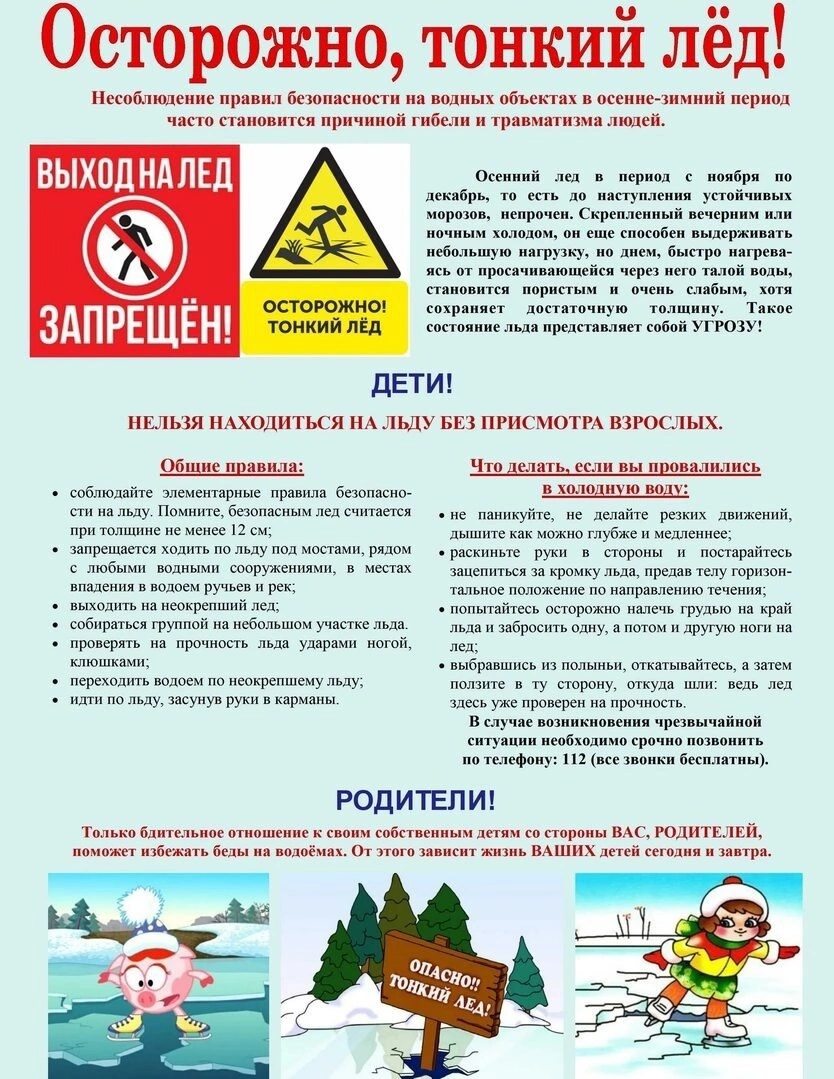 Осторожно, тонкий лёд!
Несоблюдение правил безопасности на водных объектах в осенне-зимний период
часто становится причиной гибели и травматизма людей.
ВЫХОД НА ЛЕД
ЗАПРЕЩЁН!
ОСТОРОЖНО!
ТОНКИЙ ЛЁД
Осенний лед в период с ноября по
декабрь, то есть до наступления устойчивых
морозов, непрочен. Скрепленный вечерним или
ночным холодом, он еще способен выдерживать
небольшую нагрузку, но днем, быстро нагрева-
ясь от просачивающейся через него талой воды,
становится пористым и очень слабым, хотя
сохраняет достаточную толщину. Такое
состояние льда представляет собой УГРОЗУ!
ДЕТИ!
НЕЛЬЗЯ НАХОДИТЬСЯ НА ЛЬДУ БЕЗ ПРИСМОТРА ВЗРОСЛЫХ.
Общие правила:
• соблюдайте элементарные правила безопасно-
сти на льду. Помните, безопасным лед считается
при толщине не менее 12 см;
• запрещается ходить по льду под мостами, рядом
с любыми водными сооружениями, в местах
впадения в водоем ручьев и рек;
• выходить на неокрепший лед;
• собираться группой на небольшом участке льда.
• проверять на прочность льда ударами ногой,
клюшками;
• переходить водоем по неокрепшему льду;
• идти по льду, засунув руки в карманы.
Что делать, если вы провалились
в холодную воду:
• не паникуйте, не делайте резких движений,
дышите как можно глубже и медленнее;
• раскиньте руки в стороны и постарайтесь
зацепиться за кромку льда, предав телу горизон-
тальное положение по направлению течения;
• попытайтесь осторожно налечь грудью на край
льда и забросить одну, а потом и другую ноги на
лед;
• выбравшись из полыньи, откатывайтесь, а затем
ползите в ту сторону, откуда шли: ведь лед
здесь уже проверен на прочность.
В случае возникновения чрезвычайной
ситуации необходимо срочно позвонить
по телефону: 112 (все звонки бесплатны).
РОДИТЕЛИ!
Только бдительное отношение к своим собственным детям со стороны ВАС, РОДИТЕЛЕЙ,
поможет избежать беды на водоёмах. От этого зависит жизнь ВАШИХ детей сегодня и завтра.
ОПАСНО!!
ТОНКИЙ ЛЕД!